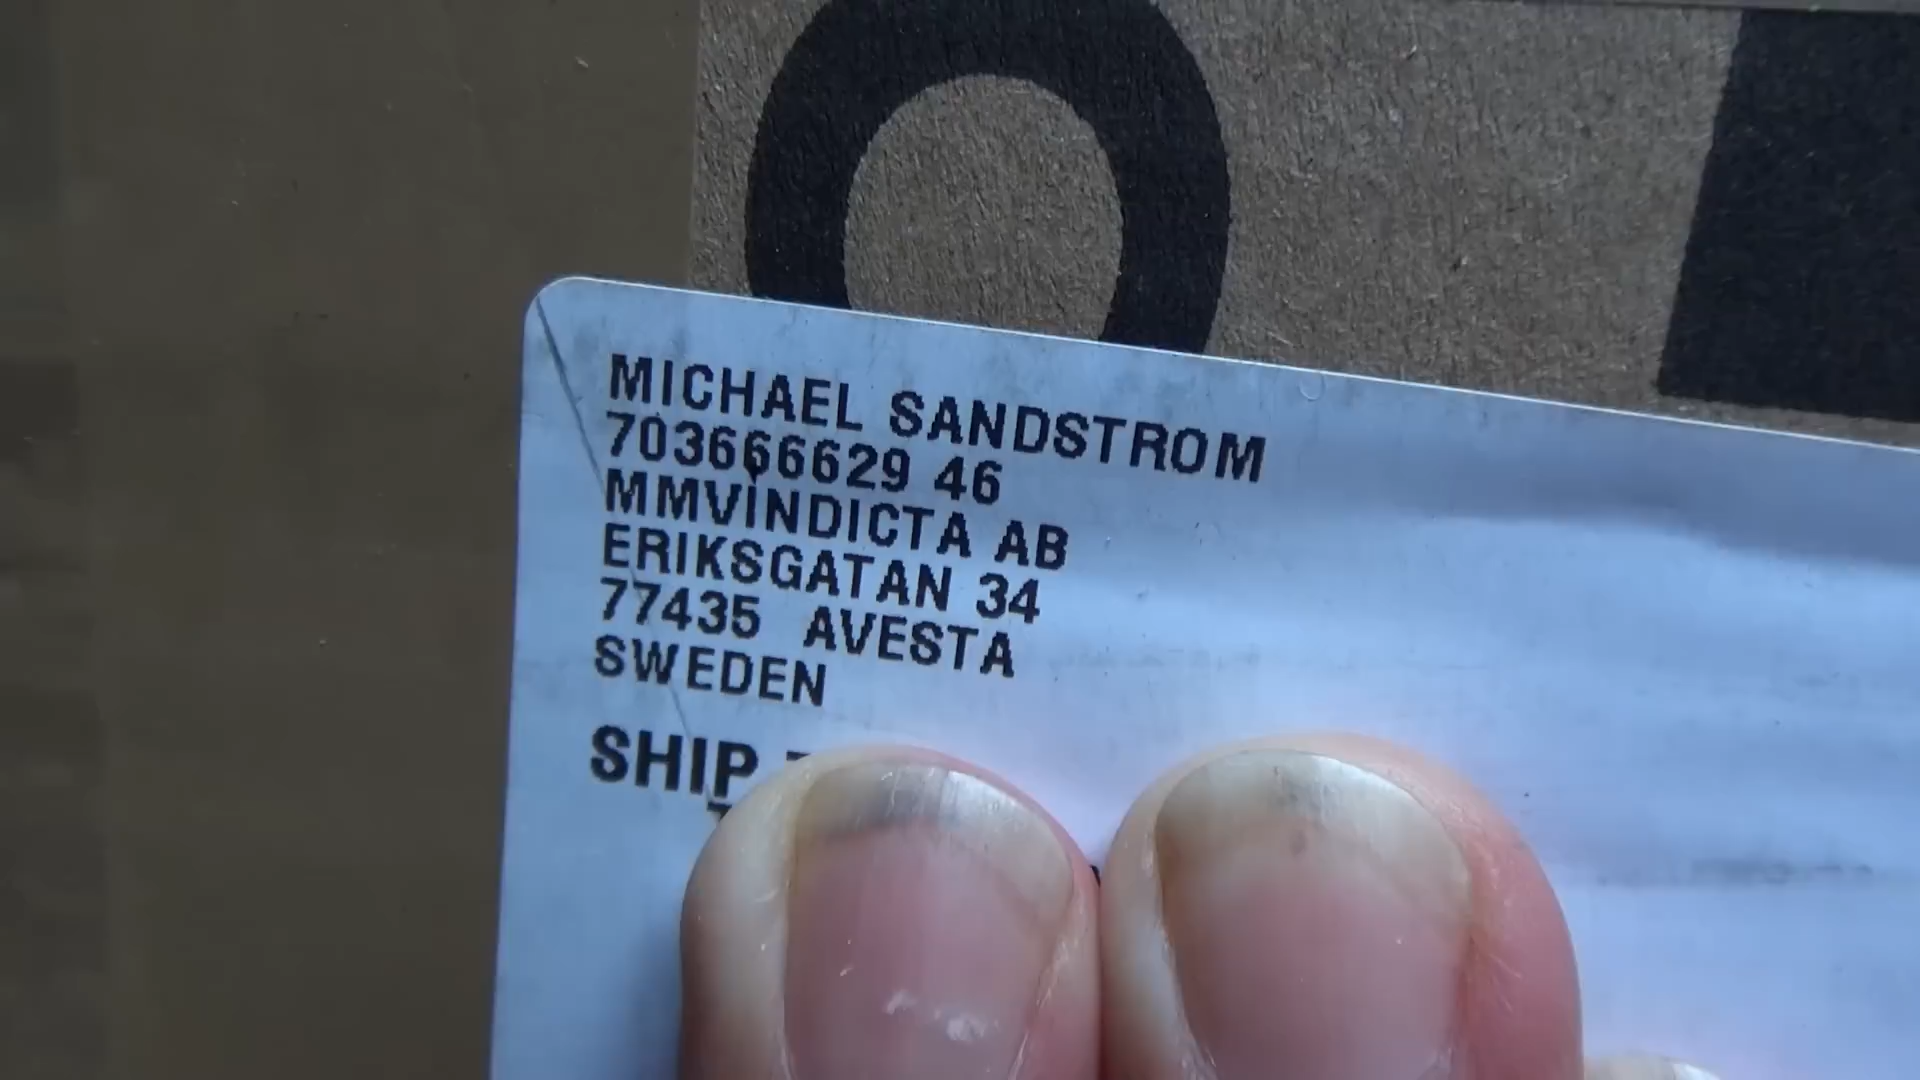 MICHAEL SANDSTROM
703666629 46
MMVINDICTA AB
ERIKSGATAN 34
77435 AVESTA
SWEDEN
SHIP